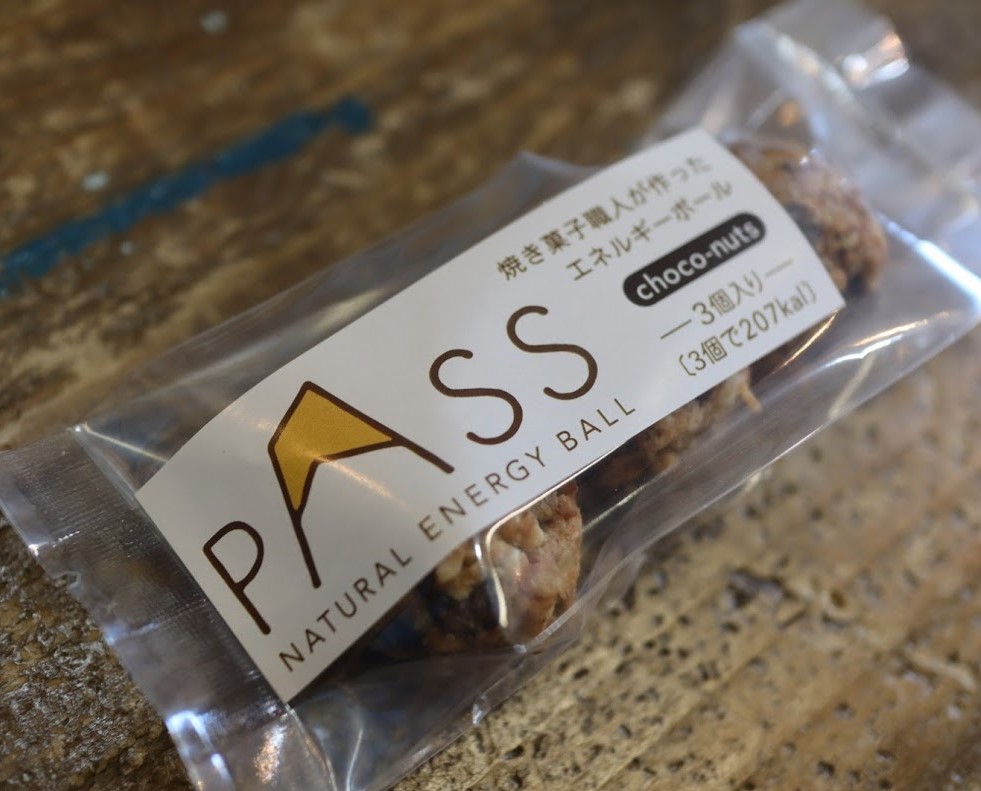 焼き菓子職人が作った
エネルギーボール
choco-nuts
3個入り
〔3個で207kal〕
PASS
NATURAL ENERGY BALL